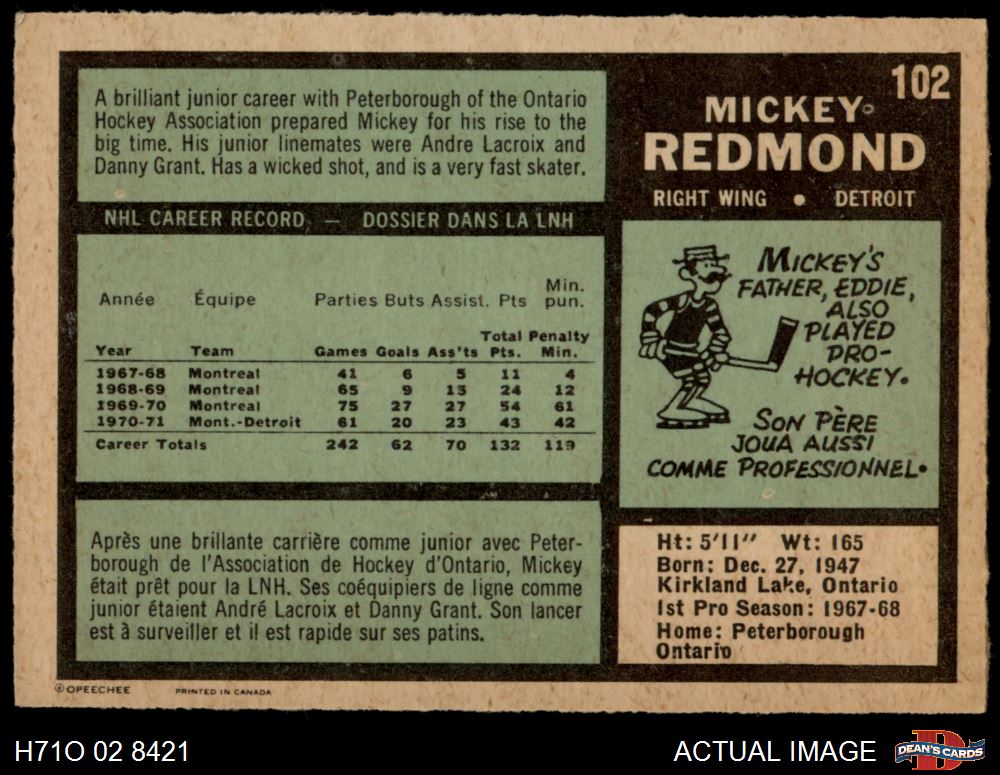 A brilliant junior career with Peterborough of the Ontario
Hockey Association prepared Mickey for his rise to the
big time. His junior linemates were Andre Lacroix and
Danny Grant. Has a wicked shot, and is a very fast skater.
NHL CAREER RECORD — DOSSIER DANS LA LNH
Année Équipe Parties Buts Assist. Pts Min. pun.
Year Team Games Goals Ass'ts Total Pts. Penalty Min.
1967-68 Montreal 41 6 5 11 4
1968-69 Montreal 65 9 15 24 12
1969-70 Montreal 75 27 27 54 61
1970-71 Mont.-Detroit 61 20 23 43 42
Career Totals 242 62 70 132 119
Après une brillante carrière comme junior avec Peter-
borough de l'Association de Hockey d'Ontario, Mickey
était prêt pour la LNH. Ses coéquipiers de ligne comme
junior étaient André Lacroix et Danny Grant. Son lancer
est à surveiller et il est rapide sur ses patins.
102
MICKEY
REDMOND
RIGHT WING • DETROIT
MICKEY'S
FATHER, EDDIE,
ALSO
PLAYED
PRO-
HOCKEY.
SON PÈRE
JOUA AUSSI
COMME PROFESSIONNEL.
Ht: 5'11" Wt: 165
Born: Dec. 27, 1947
Kirkland Lake, Ontario
1st Pro Season: 1967-68
Home: Peterborough
Ontario
© OPEECHEE PRINTED IN CANADA
H71O 02 8421
ACTUAL IMAGE
DEAN'S CARDS